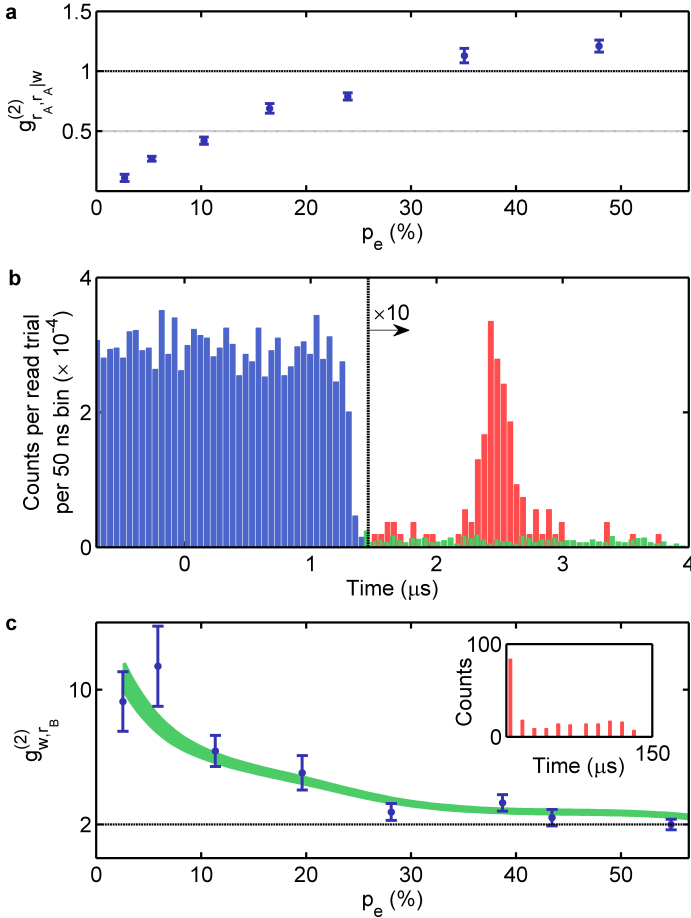 a
1.5
1
0.5
g(2)rA,rA|w
0 10 20 30 40 50
pe (%)
b
4
2
0
Counts per read trial
per 50 ns bin (× 10-4)
×10
0 1 2 3 4
Time (μs)
c
10
2
g(2)w,rB
100
0
Counts
150
Time (μs)
0 10 20 30 40 50
pe (%)